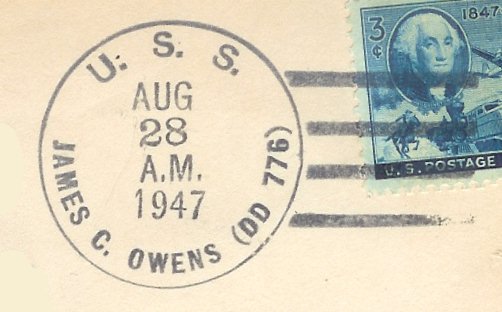 U. S. S.
AUG
28
A.M.
1947
JAMES C. OWENS (DD 776)
3
¢
1847
U.S. POSTAGE